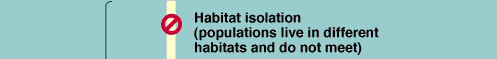 Habitat isolation
(populations live in different
habitats and do not meet)